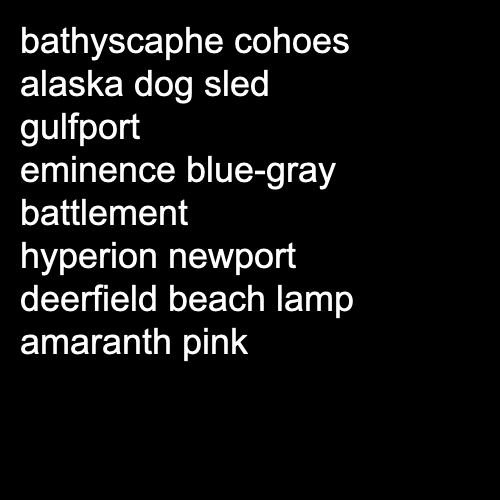 bathyscaphe cohoes
alaska dog sled
gulfport
eminence blue-gray
battlement
hyperion newport
deerfield beach lamp
amaranth pink